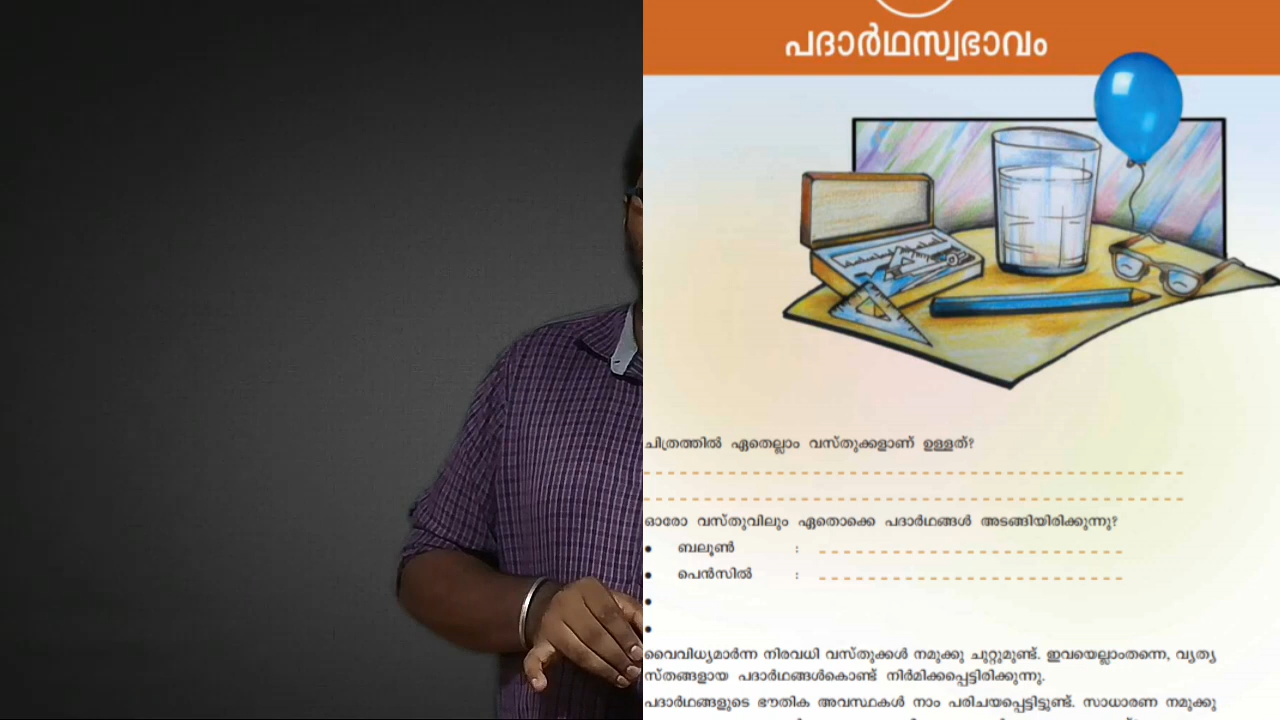 പദാർഥസ്വഭാവം
ചിത്രത്തിൽ ഏതെല്ലാം വസ്തുക്കളാണ് ഉള്ളത്?
ഓരോ വസ്തുവിലും ഏതൊക്കെ പദാർഥങ്ങൾ അടങ്ങിയിരിക്കുന്നു?
• ബലൂൺ :
• പെൻസിൽ :
വൈവിധ്യമാർന്ന നിരവധി വസ്തുക്കൾ നമുക്കു ചുറ്റുമുണ്ട്. ഇവയെല്ലാംതന്നെ, വ്യത്യ
സ്തങ്ങളായ പദാർഥങ്ങൾകൊണ്ട് നിർമിക്കപ്പെട്ടിരിക്കുന്നു.
പദാർഥങ്ങളുടെ ഭൗതിക അവസ്ഥകൾ നാം പരിചയപ്പെട്ടിട്ടുണ്ട്. സാധാരണ നമുക്കു